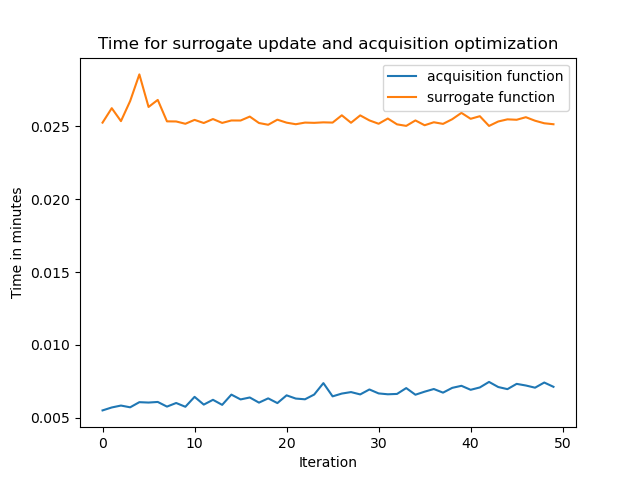 Time for surrogate update and acquisition optimization
acquisition function
surrogate function
0.025
0.020
0.015
0.010
0.005
Time in minutes
0 10 20 30 40 50
Iteration